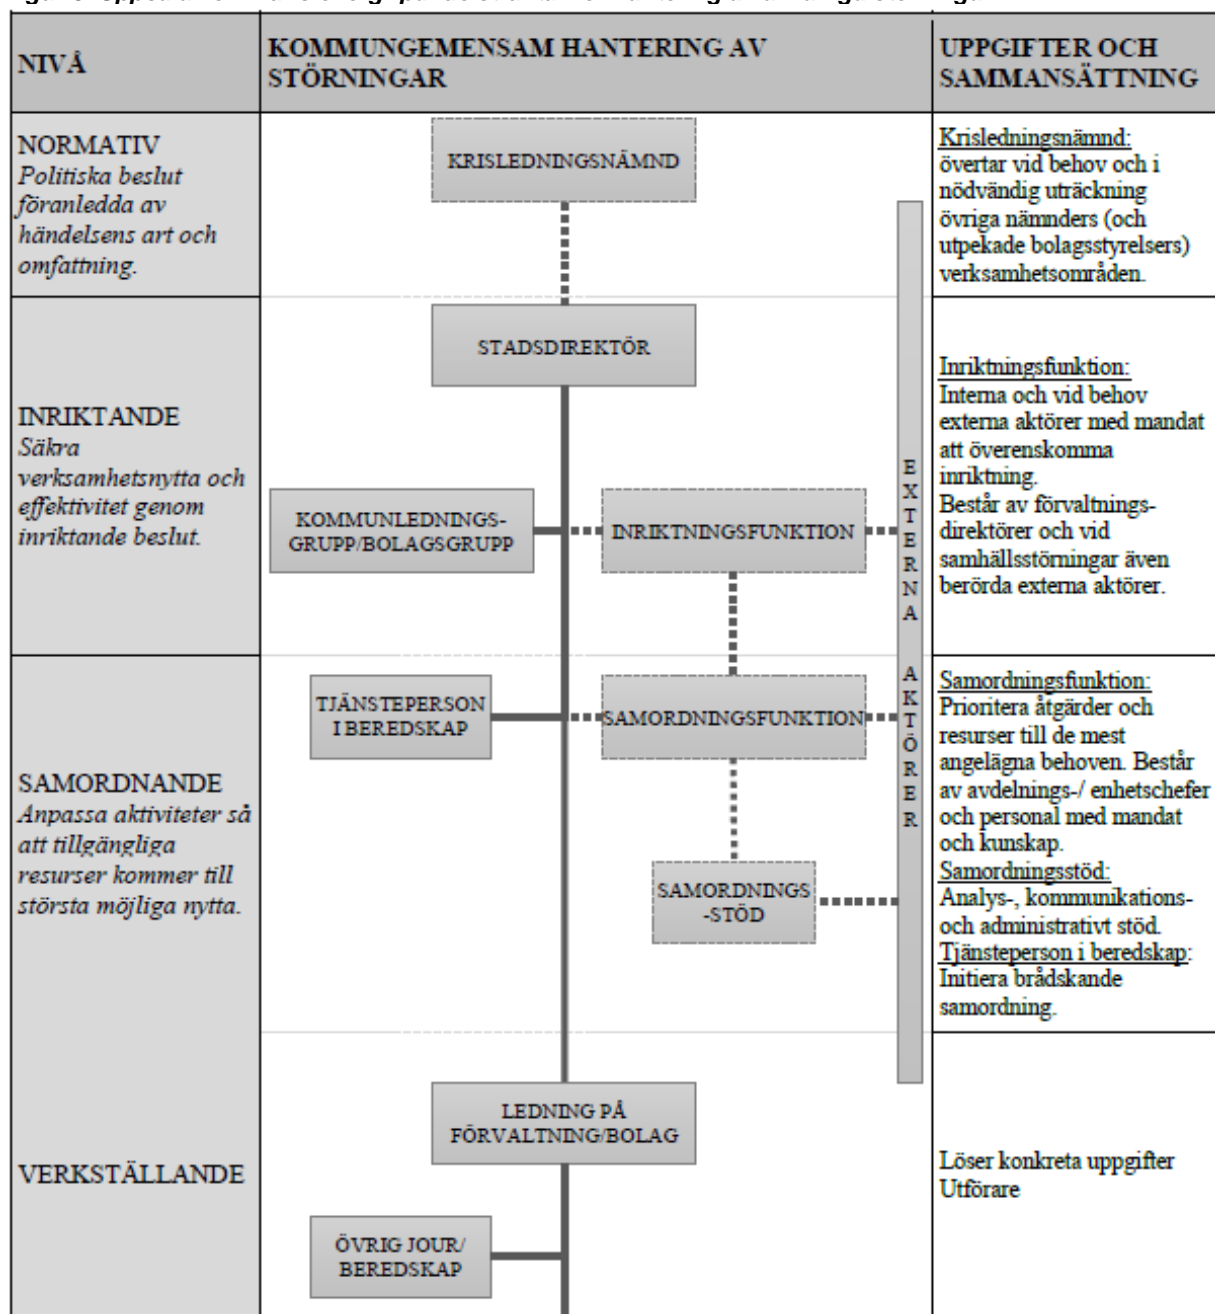 NIVÅ
KOMMUNGEMENSAM HANTERING AV
STÖRNINGAR
UPPGIFTER OCH
SAMMANSÄTTNING
NORMATIV
Politiska beslut
föranledda av
händelsens art och
omfattning.
KRISLEDNINGSNÄMND
Krisledningsnämnd:
övertar vid behov och i
nödvändig uträckning
övriga nämnders (och
utpekade bolagsstyrelsers)
verksamhetsområden.
INRIKTANDE
Säkra
verksamhetsnytta och
effektivitet genom
inriktande beslut.
STADSDIREKTÖR
KOMMUNLEDNINGS-
GRUPP/BOLAGSGRUPP
INRIKTNINGSFUNKTION
EXTERNA AKTÖRER
Inriktningsfunktion:
Interna och vid behov
externa aktörer med mandat
att överenskomma
inriktning.
Består av förvaltnings-
direktörer och vid
samhällsstörningar även
berörda externa aktörer.
SAMORDNANDE
Anpassa aktiviteter så
att tillgängliga
resurser kommer till
största möjliga nytta.
TJÄNSTEPERSON
I BEREDSKAP
SAMORDNINGSFUNKTION
SAMORDNINGS
-STÖD
Samordningsfunktion:
Prioritera åtgärder och
resurser till de mest
angelägna behoven. Består
av avdelnings-/ enhetschefer
och personal med mandat
och kunskap.
Samordningsstöd:
Analys-, kommunikations-
och administrativt stöd.
Tjänsteperson i beredskap:
Initiera brådskande
samordning.
VERKSTÄLLANDE
LEDNING PÅ
FÖRVALTNING/BOLAG
ÖVRIG JOUR/
BEREDSKAP
Löser konkreta uppgifter
Utförare